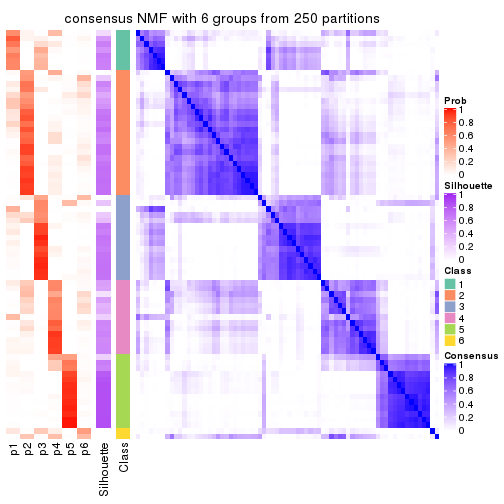 consensus NMF with 6 groups from 250 partitions
Prob
1
0.8
0.6
0.4
0.2
0
Silhouette
1
0.8
0.6
0.4
0.2
0
Class
1
2
3
4
5
6
Consensus
1
0.8
0.6
0.4
0.2
0
p1
p2
p3
p4
p5
p6
Silhouette
Class